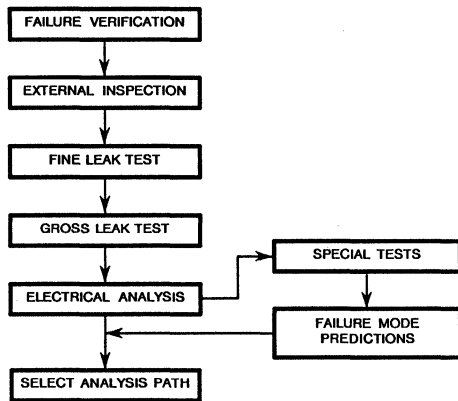 FAILURE VERIFICATION
EXTERNAL INSPECTION
FINE LEAK TEST
GROSS LEAK TEST
ELECTRICAL ANALYSIS
SPECIAL TESTS
FAILURE MODE
PREDICTIONS
SELECT ANALYSIS PATH